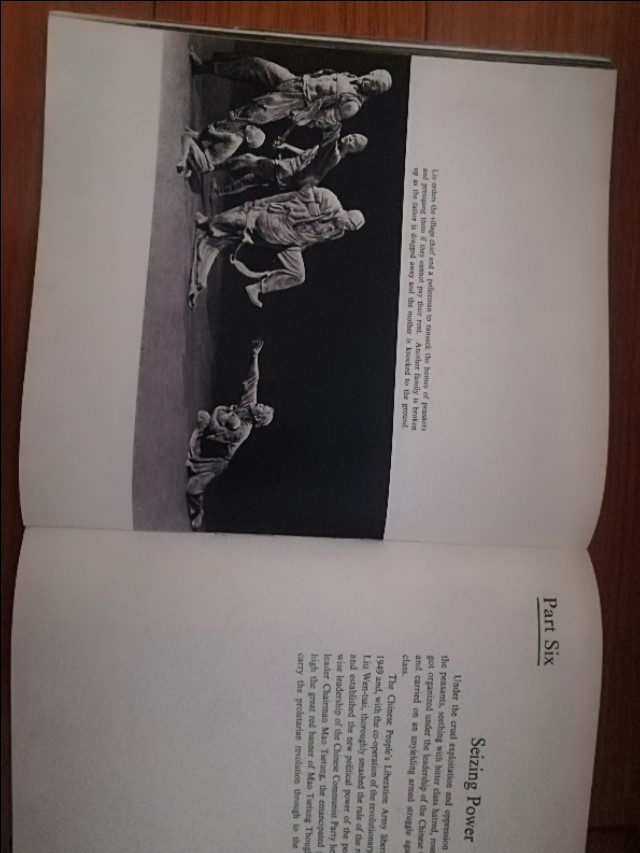 Liu orders the village chief and a policeman to ransack the homes of peasants
and pressgang them if they cannot pay their rent. Another family is broken
up as the father is dragged away and the mother is knocked to the ground.
Part Six
Seizing Power
Under the cruel exploitation and oppression
the peasants, seething with bitter class hatred,
got organized under the leadership of the Chinese
and carried on an unyielding armed struggle
class.
The Chinese People's Liberation Army
1949 and, with the co-operation of the revolutionary
Liu Wen-tsai, thoroughly smashed the rule of the
and established the new political power of the
wise leadership of the Chinese Communist Party
leader Chairman Mao Tsetung, the emancipated
high the great red banner of Mao Tsetung
carry the proletarian revolution through to the